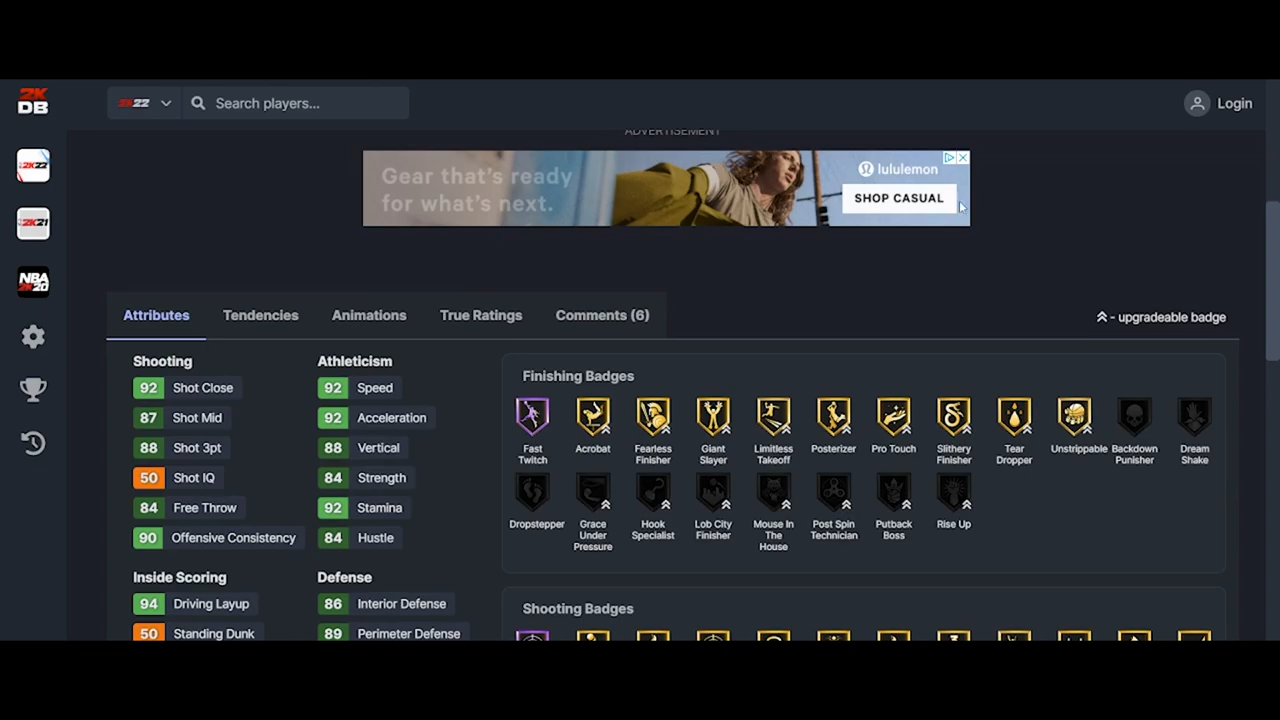 2K
DB
2K22
Search players...
Login
ADVERTISEMENT
Gear that's ready
for what's next.
lululemon
SHOP CASUAL
2K22
2K21
NBA
2K20
Attributes
Tendencies
Animations
True Ratings
Comments (6)
- upgradeable badge
Shooting
92 Shot Close
87 Shot Mid
88 Shot 3pt
50 Shot IQ
84 Free Throw
90 Offensive Consistency
Inside Scoring
94 Driving Layup
50 Standing Dunk
Athleticism
92 Speed
92 Acceleration
88 Vertical
84 Strength
92 Stamina
84 Hustle
Defense
86 Interior Defense
89 Perimeter Defense
Finishing Badges
Fast
Twitch
Acrobat
Fearless
Finisher
Giant
Slayer
Limitless
Takeoff
Posterizer
Pro Touch
Slithery
Finisher
Tear
Dropper
Unstrippable
Backdown
Punisher
Dream
Shake
Dropstepper
Grace
Under
Pressure
Hook
Specialist
Lob City
Finisher
Mouse In
The
House
Post Spin
Technician
Putback
Boss
Rise Up
Shooting Badges